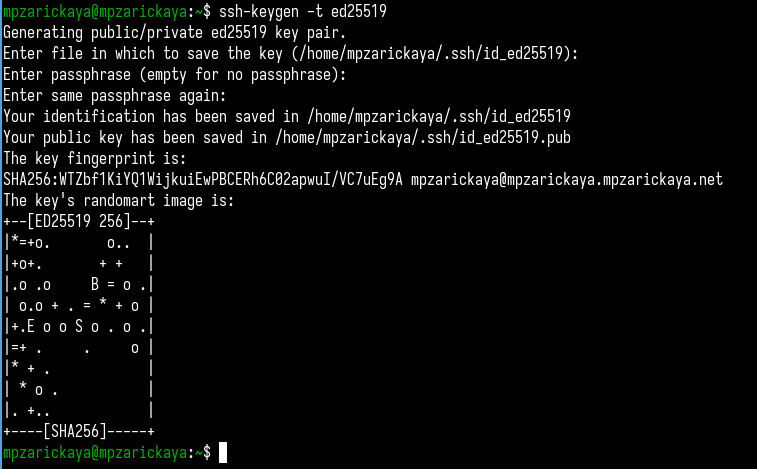 mpzarickaya@mpzarickaya:~$ ssh-keygen -t ed25519
Generating public/private ed25519 key pair.
Enter file in which to save the key (/home/mpzarickaya/.ssh/id_ed25519):
Enter passphrase (empty for no passphrase):
Enter same passphrase again:
Your identification has been saved in /home/mpzarickaya/.ssh/id_ed25519
Your public key has been saved in /home/mpzarickaya/.ssh/id_ed25519.pub
The key fingerprint is:
SHA256:WTZbf1KiYQ1WijkuiEwPBCERh6C02apwuI/VC7uEg9A mpzarickaya@mpzarickaya.mpzarickaya.net
The key's randomart image is:
+--[ED25519 256]--+
|*=+o.       o..  |
|+o+.       + +   |
|.o .o     B = o .|
| o.o + . = * + o |
|+.E o o S o . o .|
|=+ .     .     o |
|* + .            |
| * o .           |
|. +..            |
+----[SHA256]-----+
mpzarickaya@mpzarickaya:~$